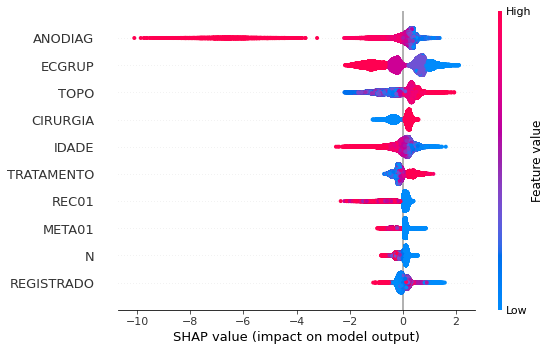 High
ANODIAG
ECGRUP
TOPO
CIRURGIA
IDADE
TRATAMENTO
REC01
META01
N
REGISTRADO
Feature value
Low
−10 −8 −6 −4 −2 0 2
SHAP value (impact on model output)